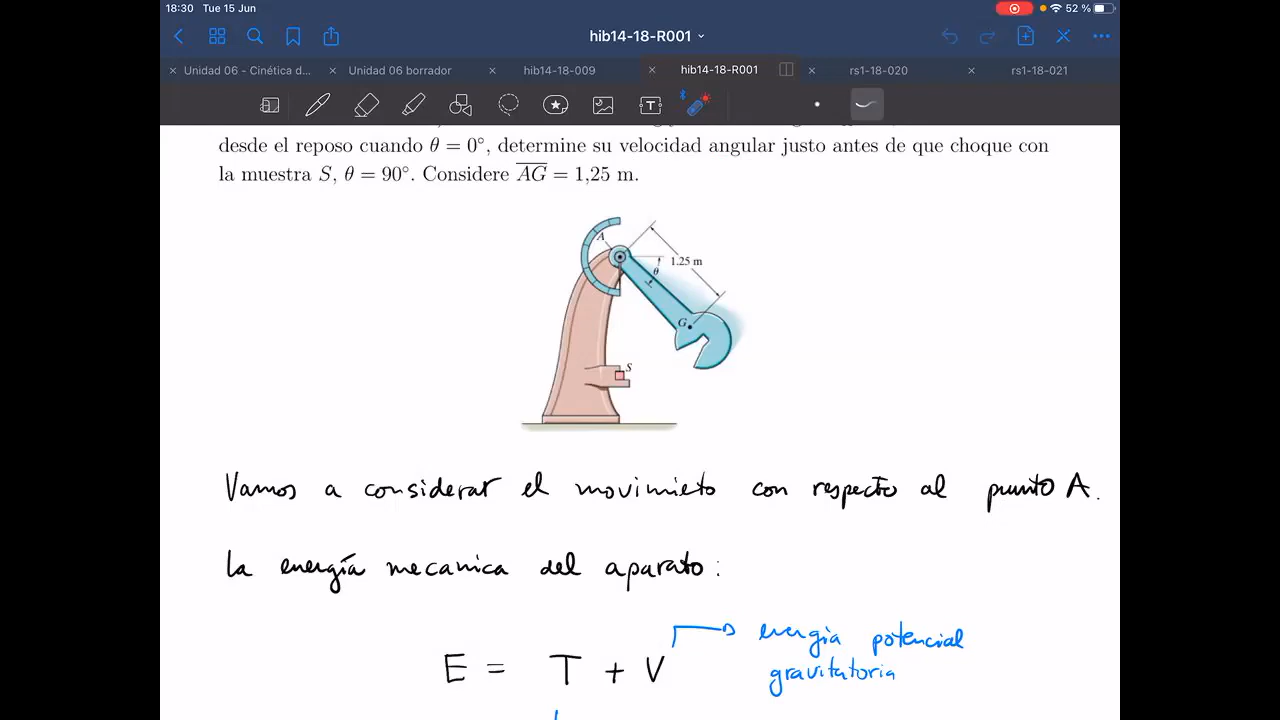 18:30 Tue 15 Jun 52 %
hib14-18-R001
Unidad 06 - Cinética d... Unidad 06 borrador hib14-18-009 hib14-18-R001 rs1-18-020 rs1-18-021
desde el reposo cuando θ = 0°, determine su velocidad angular justo antes de que choque con
la muestra S, θ = 90°. Considere AG = 1,25 m.
A
1.25 m
θ
G
S
Vamos a considerar el movimieto con respecto al punto A.
La energía mecanica del aparato:
energia potencial
gravitatoria
E = T + V